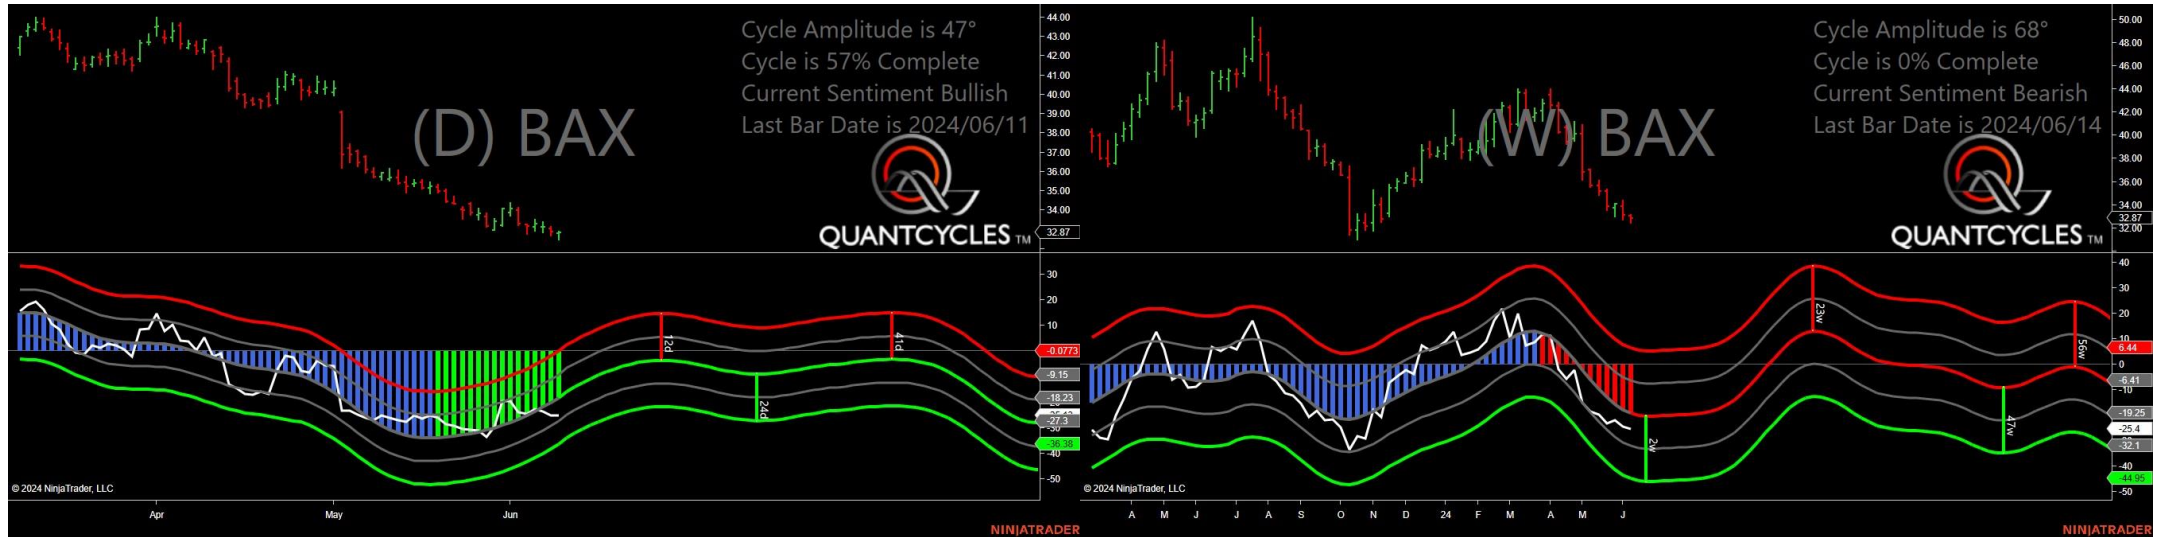 Cycle Amplitude is 47°
Cycle is 57% Complete
Current Sentiment Bullish
Last Bar Date is 2024/06/11
(D) BAX
QUANTCYCLES TM
44.00
43.00
42.00
41.00
40.00
39.00
38.00
37.00
36.00
35.00
34.00
32.87
30
20
10
-0.0773
-9.15
-18.23
-27.3
-30
-36.38
-40
-50
12d
24d
41d
© 2024 NinjaTrader, LLC
Apr May Jun
NINJATRADER
Cycle Amplitude is 68°
Cycle is 0% Complete
Current Sentiment Bearish
Last Bar Date is 2024/06/14
(W) BAX
QUANTCYCLES TM
50.00
48.00
46.00
44.00
42.00
40.00
38.00
36.00
34.00
32.87
32.00
40
30
20
10
6.44
0
-6.41
-10
-19.25
-25.4
-32.1
-40
-44.95
-50
2w
23w
47w
56w
© 2024 NinjaTrader, LLC
A M J J A S O N D 24 F M A M J
NINJATRADER